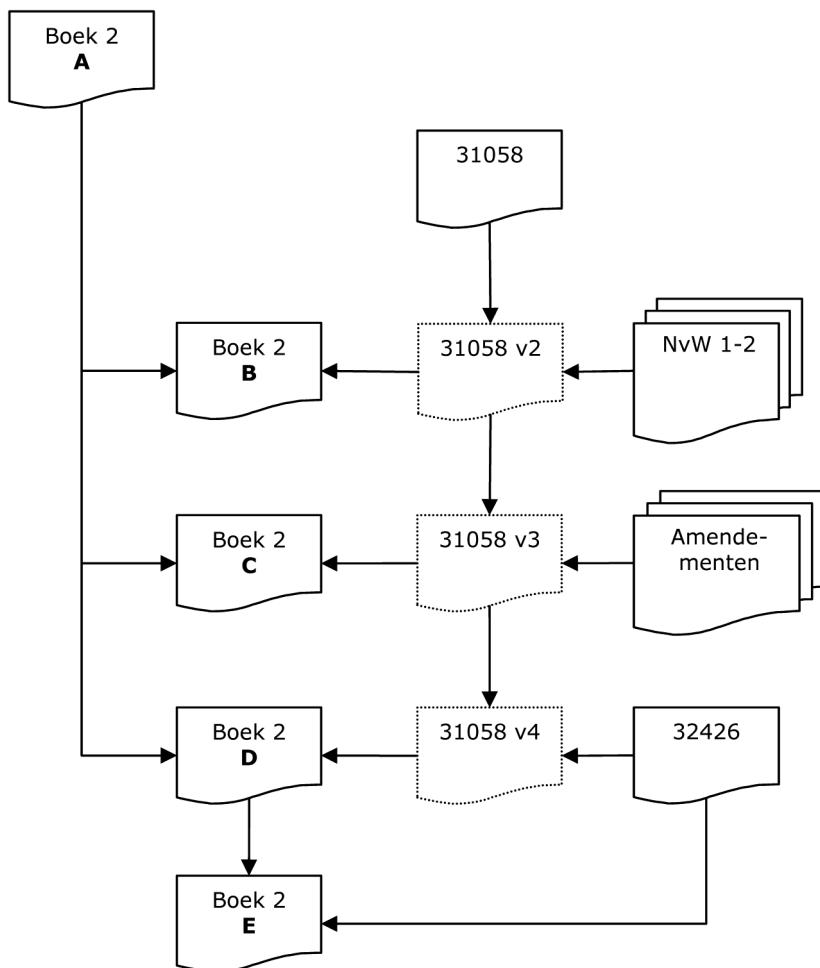 Boek 2
A
31058
Boek 2
B
31058 v2
NvW 1-2
Boek 2
C
31058 v3
Amende-
menten
Boek 2
D
31058 v4
32426
Boek 2
E